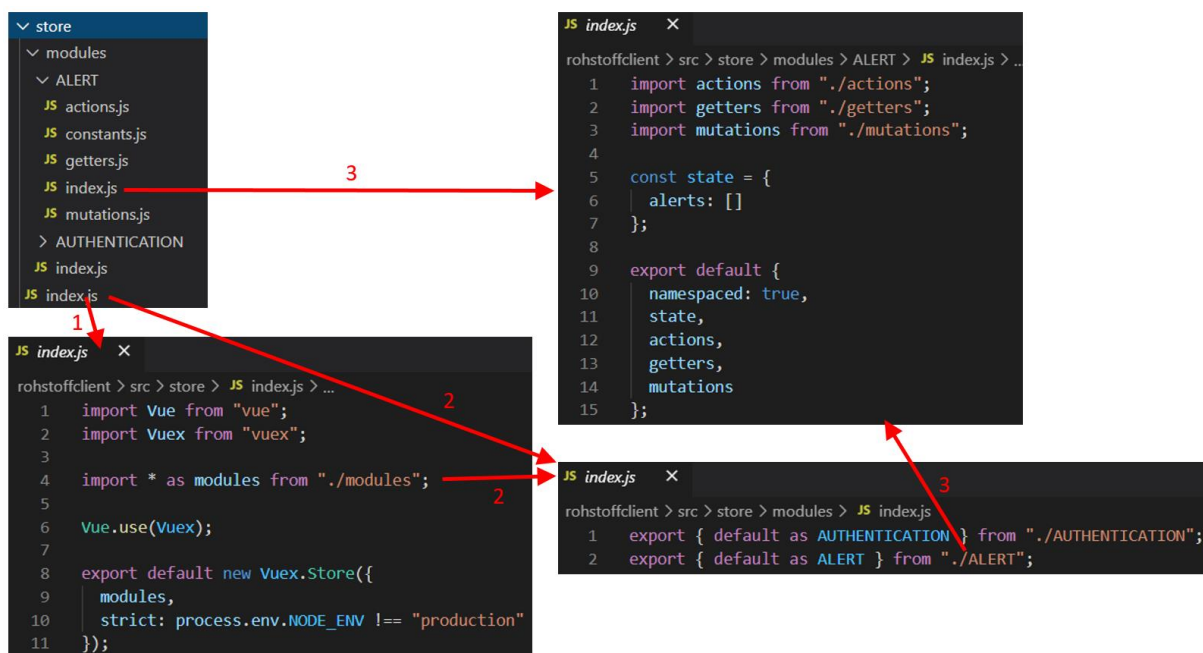 store
modules
ALERT
JS actions.js
JS constants.js
JS getters.js
JS index.js
JS mutations.js
AUTHENTICATION
JS index.js
JS index.js
3
1
2
2
3
JS index.js ×
rohstoffclient > src > store > modules > ALERT > JS index.js > ...
1 import actions from "./actions";
2 import getters from "./getters";
3 import mutations from "./mutations";
4
5 const state = {
6 alerts: []
7 };
8
9 export default {
10 namespaced: true,
11 state,
12 actions,
13 getters,
14 mutations
15 };
JS index.js ×
rohstoffclient > src > store > JS index.js > ...
1 import Vue from "vue";
2 import Vuex from "vuex";
3
4 import * as modules from "./modules";
5
6 Vue.use(Vuex);
7
8 export default new Vuex.Store({
9 modules,
10 strict: process.env.NODE_ENV !== "production"
11 });
JS index.js ×
rohstoffclient > src > store > modules > JS index.js
1 export { default as AUTHENTICATION } from "./AUTHENTICATION";
2 export { default as ALERT } from "./ALERT";